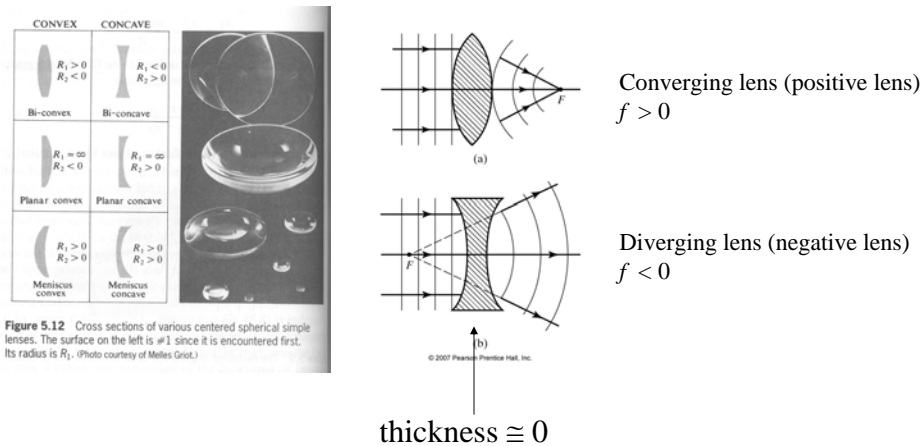 CONVEX CONCAVE
R₁ > 0
R₂ < 0
Bi-convex
R₁ < 0
R₂ > 0
Bi-concave
R₁ = ∞
R₂ < 0
Planar convex
R₁ = ∞
R₂ > 0
Planar concave
R₁ > 0
R₂ > 0
Meniscus
convex
R₁ > 0
R₂ > 0
Meniscus
concave
Figure 5.12 Cross sections of various centered spherical simple
lenses. The surface on the left is #1 since it is encountered first.
Its radius is R₁. (Photo courtesy of Melles Griot.)
F
(a)
Converging lens (positive lens)
f > 0
F
(b)
Diverging lens (negative lens)
f < 0
© 2007 Pearson Prentice Hall, Inc.
thickness ≅ 0